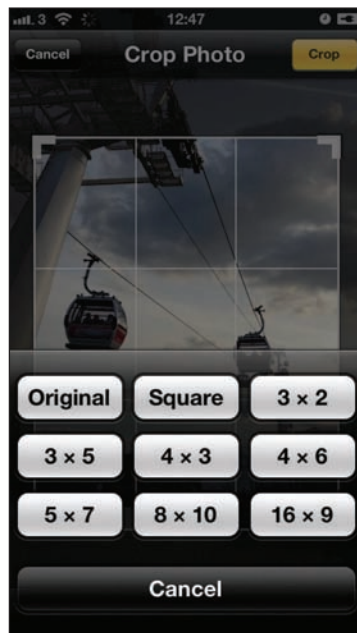 3 12:47
Cancel Crop Photo Crop
Original Square 3 × 2
3 × 5 4 × 3 4 × 6
5 × 7 8 × 10 16 × 9
Cancel